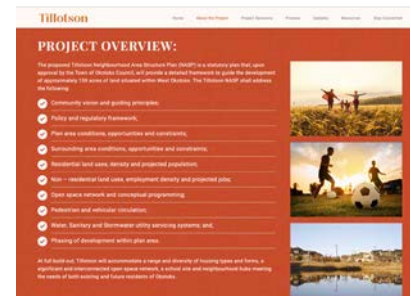 Tillotson
Home About the Project Project Economy Process Updates Resources Stay Connected
PROJECT OVERVIEW:
The proposed Tillotson Neighbourhood Area Structure Plan (NASP) is a statutory plan that, upon
approval by the Town of Okotoks Council, will provide a detailed framework to guide the development
of approximately 130 acres of land situated within West Okotoks. The Tillotson NASP shall address
the following:
Community vision and guiding principles;
Policy and regulatory framework;
Plan area conditions, opportunities and constraints;
Surrounding area conditions, opportunities and constraints;
Residential land uses, density and projected population;
Non – residential land uses, employment density and projected jobs;
Open space network and conceptual programming;
Pedestrian and vehicular circulation;
Water, Sanitary and Stormwater utility servicing systems; and,
Phasing of development within plan area.
At full build-out, Tillotson will accommodate a range and diversity of housing types and forms, a
significant and interconnected open space network, a school site and neighbourhood hubs meeting
the needs of both existing and future residents of Okotoks.